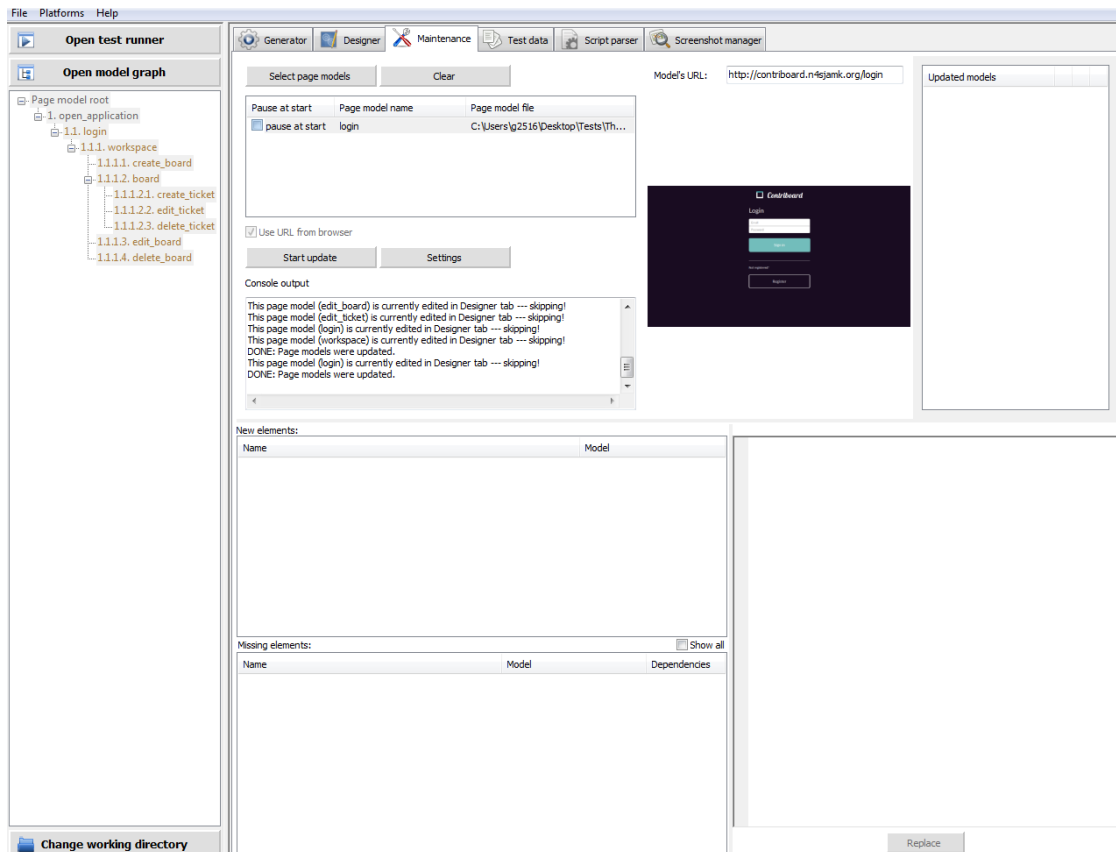 File Platforms Help
Open test runner
Open model graph
Page model root
1. open_application
1.1. login
1.1.1. workspace
1.1.1.1. create_board
1.1.1.2. board
1.1.1.2.1. create_ticket
1.1.1.2.2. edit_ticket
1.1.1.2.3. delete_ticket
1.1.1.3. edit_board
1.1.1.4. delete_board
Change working directory
Generator Designer Maintenance Test data Script parser Screenshot manager
Select page models Clear
Pause at start Page model name Page model file
pause at start login C:\Users\g2516\Desktop\Tests\Th...
Use URL from browser
Start update Settings
Console output
This page model (edit_board) is currently edited in Designer tab --- skipping!
This page model (edit_ticket) is currently edited in Designer tab --- skipping!
This page model (login) is currently edited in Designer tab --- skipping!
This page model (workspace) is currently edited in Designer tab --- skipping!
DONE: Page models were updated.
This page model (login) is currently edited in Designer tab --- skipping!
DONE: Page models were updated.
Model's URL: http://contriboard.n4sjamk.org/login
Contriboard
Login
Register
Updated models
New elements:
Name Model
Missing elements: Show all
Name Model Dependencies
Replace